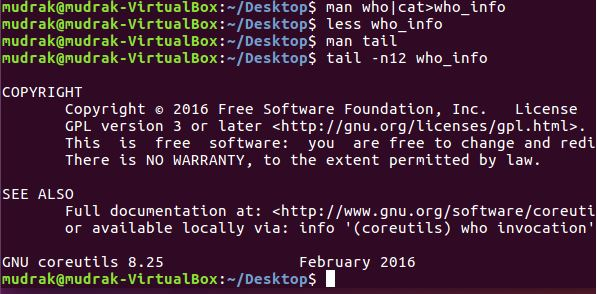 mudrak@mudrak-VirtualBox:~/Desktop$ man who|cat>who_info
mudrak@mudrak-VirtualBox:~/Desktop$ less who_info
mudrak@mudrak-VirtualBox:~/Desktop$ man tail
mudrak@mudrak-VirtualBox:~/Desktop$ tail -n12 who_info
COPYRIGHT
Copyright © 2016 Free Software Foundation, Inc.   License
GPL version 3 or later <http://gnu.org/licenses/gpl.html>.
This  is  free  software:  you  are free to change and redi
There is NO WARRANTY, to the extent permitted by law.
SEE ALSO
Full documentation at: <http://www.gnu.org/software/coreuti
or available locally via: info '(coreutils) who invocation'
GNU coreutils 8.25                 February 2016
mudrak@mudrak-VirtualBox:~/Desktop$